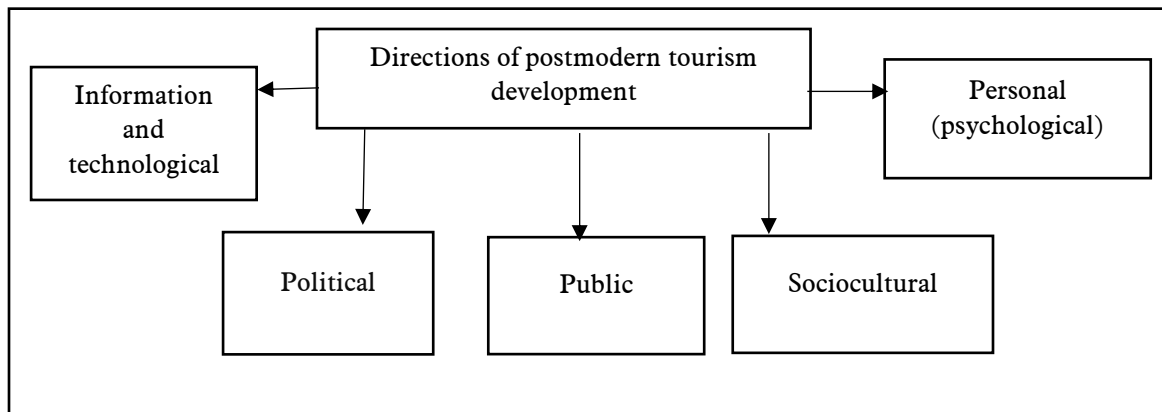 Directions of postmodern tourism
development
Information
and
technological
Personal
(psychological)
Political
Public
Sociocultural